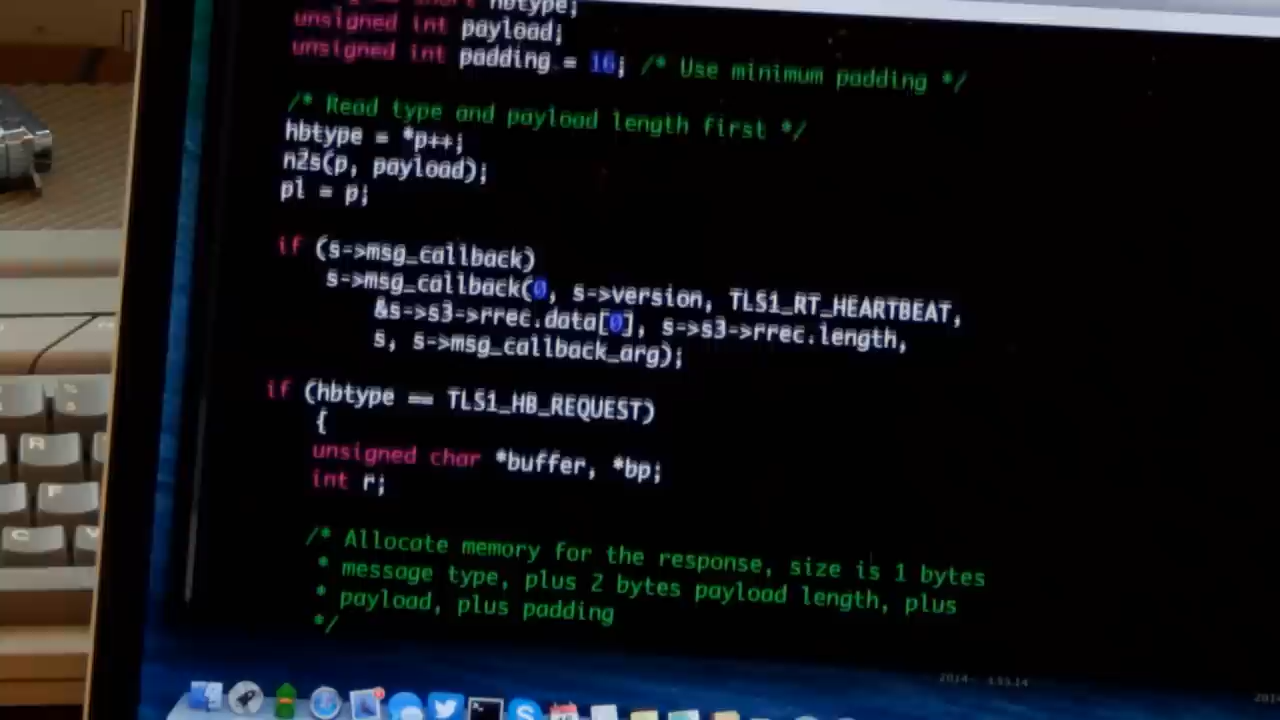 hbtype;
unsigned int payload;
unsigned int padding = 16; /* Use minimum padding */
/* Read type and payload length first */
hbtype = *p++;
n2s(p, payload);
pl = p;
if (s->msg_callback)
s->msg_callback(0, s->version, TLS1_RT_HEARTBEAT,
&s->s3->rrec.data[0], s->s3->rrec.length,
s, s->msg_callback_arg);
if (hbtype == TLS1_HB_REQUEST)
{
unsigned char *buffer, *bp;
int r;
/* Allocate memory for the response, size is 1 bytes
* message type, plus 2 bytes payload length, plus
* payload, plus padding
*/
R
F
C